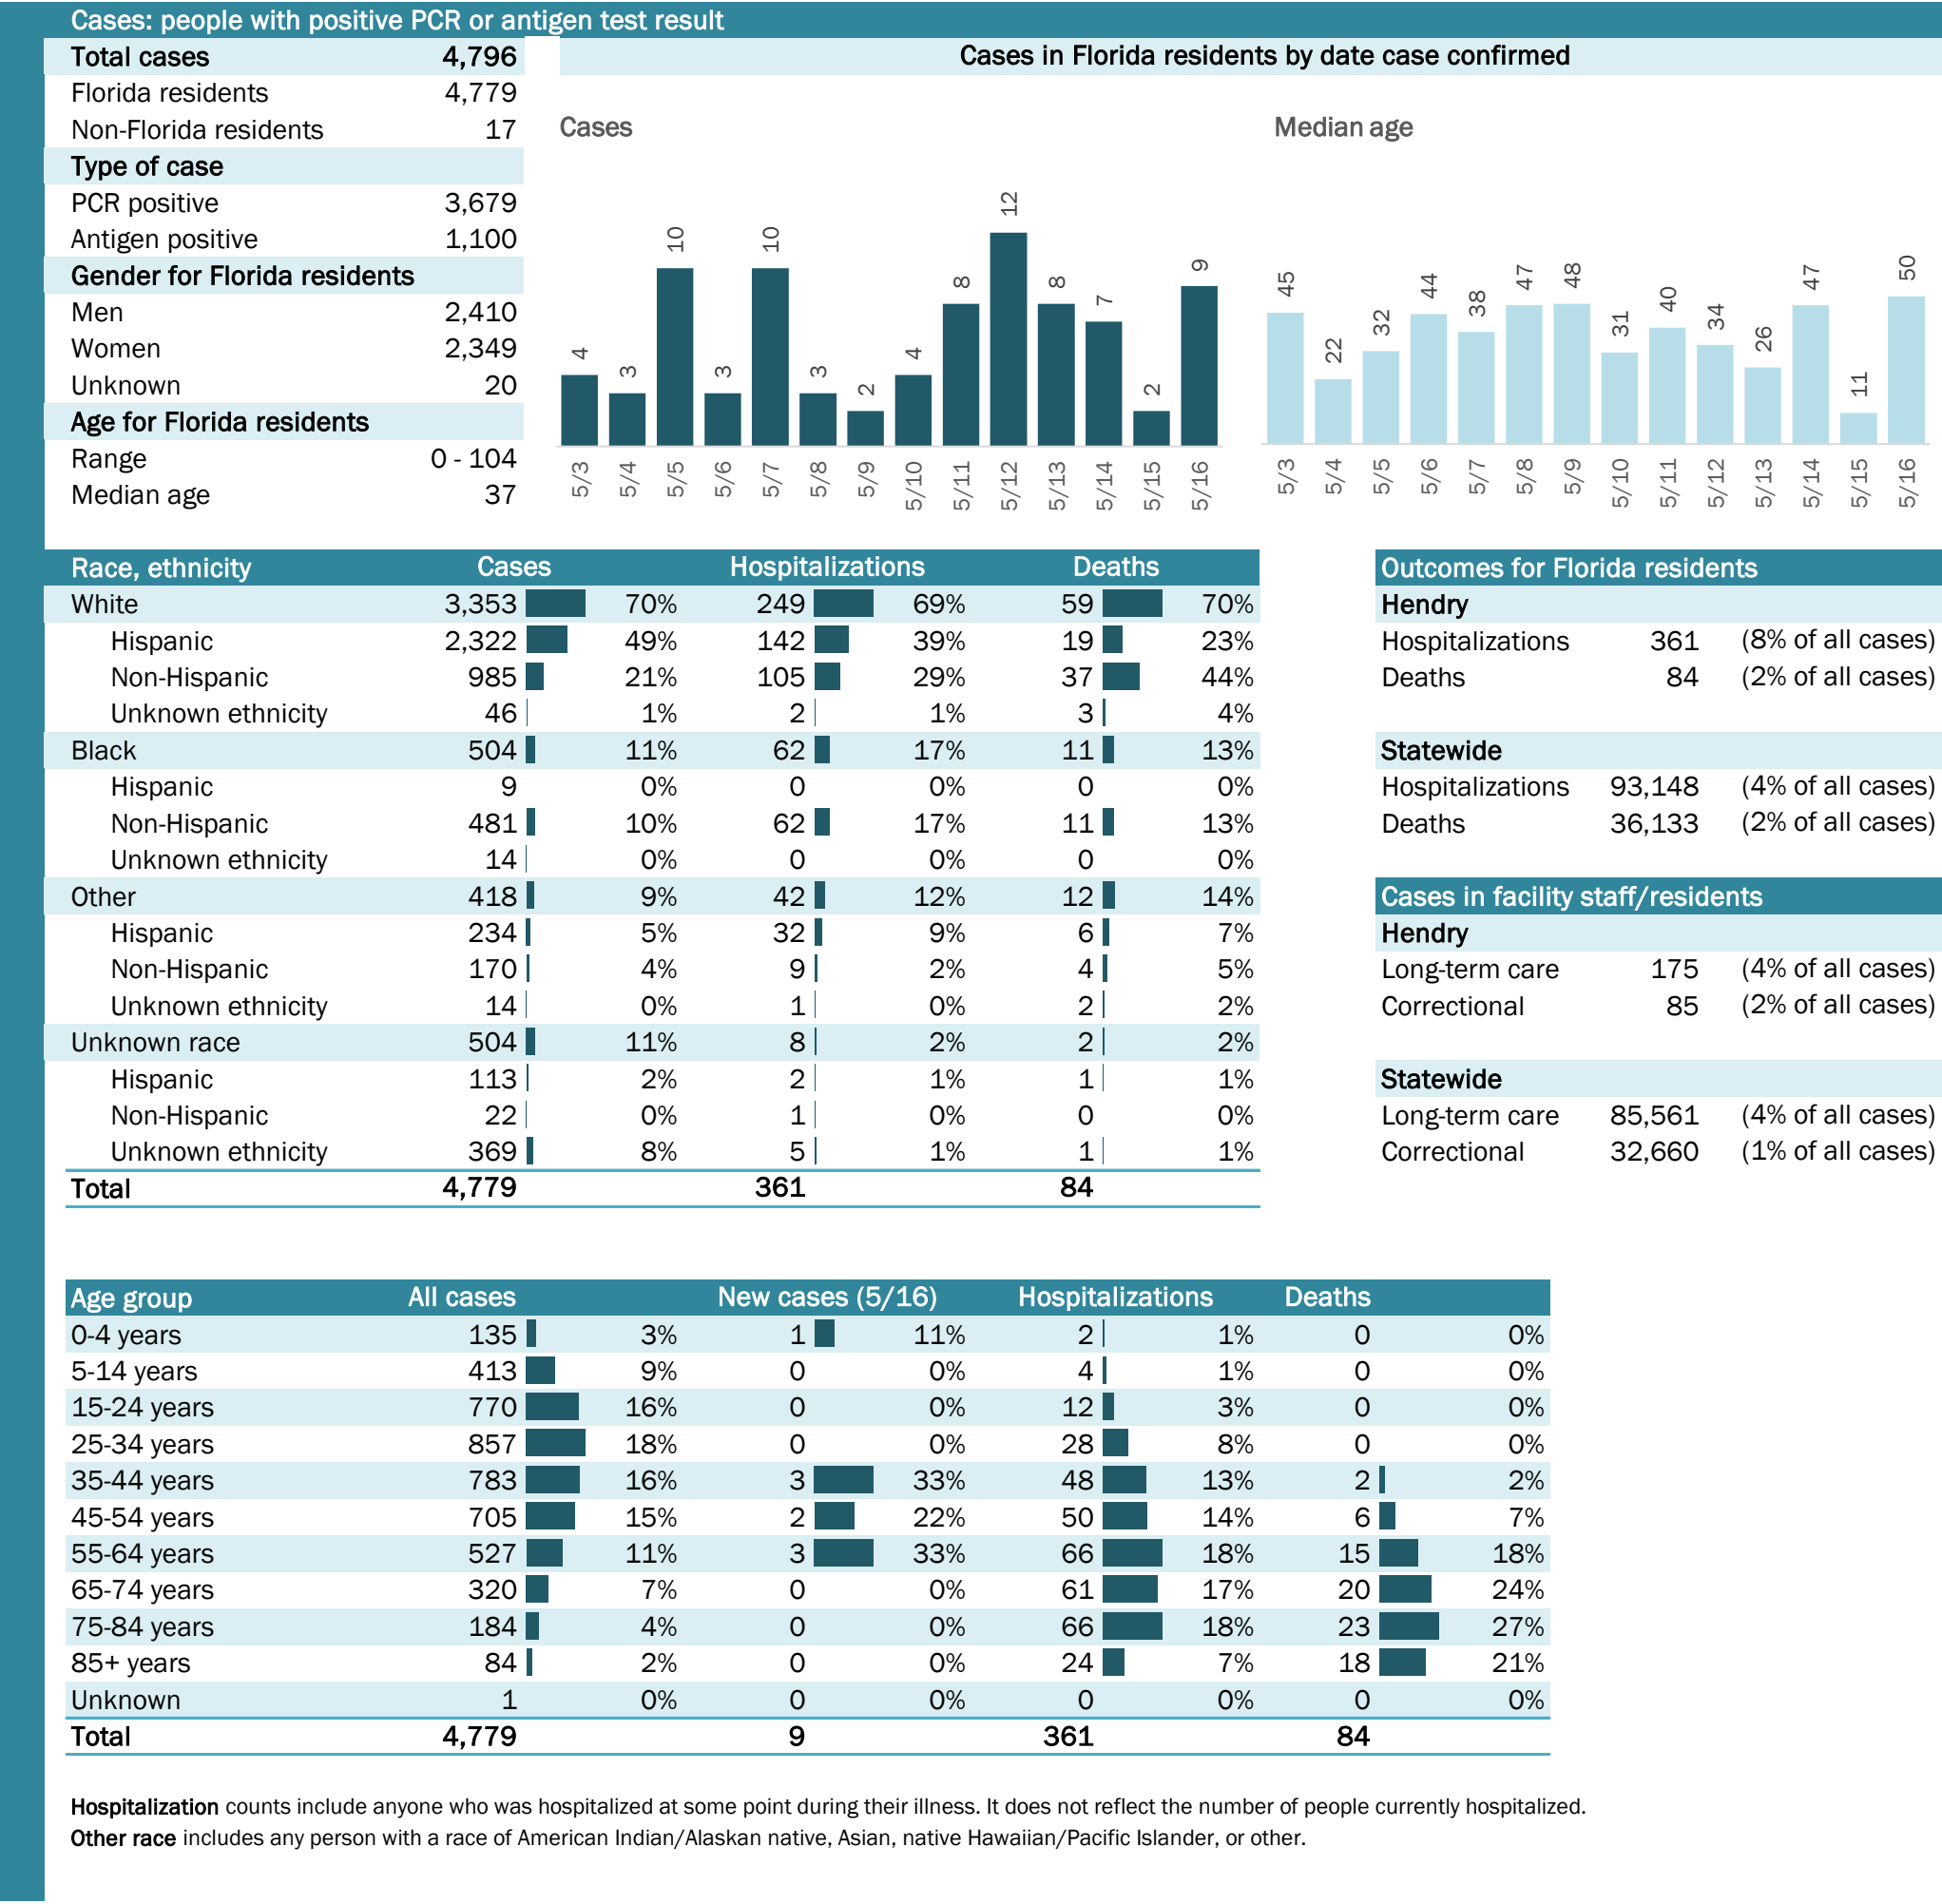 Cases: people with positive PCR or antigen test result
Total cases 4,796
Florida residents 4,779
Non-Florida residents 17
Type of case
PCR positive 3,679
Antigen positive 1,100
Gender for Florida residents
Men 2,410
Women 2,349
Unknown 20
Age for Florida residents
Range 0 - 104
Median age 37
Cases in Florida residents by date case confirmed
Cases
4 3 10 3 10 3 2 4 8 12 8 7 2 9
5/3 5/4 5/5 5/6 5/7 5/8 5/9 5/10 5/11 5/12 5/13 5/14 5/15 5/16
Median age
45 22 32 44 38 47 48 31 40 34 26 47 11 50
5/3 5/4 5/5 5/6 5/7 5/8 5/9 5/10 5/11 5/12 5/13 5/14 5/15 5/16
Race, ethnicity Cases Hospitalizations Deaths
White 3,353 70% 249 69% 59 70%
Hispanic 2,322 49% 142 39% 19 23%
Non-Hispanic 985 21% 105 29% 37 44%
Unknown ethnicity 46 1% 2 1% 3 4%
Black 504 11% 62 17% 11 13%
Hispanic 9 0% 0 0% 0 0%
Non-Hispanic 481 10% 62 17% 11 13%
Unknown ethnicity 14 0% 0 0% 0 0%
Other 418 9% 42 12% 12 14%
Hispanic 234 5% 32 9% 6 7%
Non-Hispanic 170 4% 9 2% 4 5%
Unknown ethnicity 14 0% 1 0% 2 2%
Unknown race 504 11% 8 2% 2 2%
Hispanic 113 2% 2 1% 1 1%
Non-Hispanic 22 0% 1 0% 0 0%
Unknown ethnicity 369 8% 5 1% 1 1%
Total 4,779 361 84
Outcomes for Florida residents
Hendry
Hospitalizations 361 (8% of all cases)
Deaths 84 (2% of all cases)
Statewide
Hospitalizations 93,148 (4% of all cases)
Deaths 36,133 (2% of all cases)
Cases in facility staff/residents
Hendry
Long-term care 175 (4% of all cases)
Correctional 85 (2% of all cases)
Statewide
Long-term care 85,561 (4% of all cases)
Correctional 32,660 (1% of all cases)
Age group All cases New cases (5/16) Hospitalizations Deaths
0-4 years 135 3% 1 11% 2 1% 0 0%
5-14 years 413 9% 0 0% 4 1% 0 0%
15-24 years 770 16% 0 0% 12 3% 0 0%
25-34 years 857 18% 0 0% 28 8% 0 0%
35-44 years 783 16% 3 33% 48 13% 2 2%
45-54 years 705 15% 2 22% 50 14% 6 7%
55-64 years 527 11% 3 33% 66 18% 15 18%
65-74 years 320 7% 0 0% 61 17% 20 24%
75-84 years 184 4% 0 0% 66 18% 23 27%
85+ years 84 2% 0 0% 24 7% 18 21%
Unknown 1 0% 0 0% 0 0% 0 0%
Total 4,779 9 361 84
Hospitalization counts include anyone who was hospitalized at some point during their illness. It does not reflect the number of people currently hospitalized.
Other race includes any person with a race of American Indian/Alaskan native, Asian, native Hawaiian/Pacific Islander, or other.